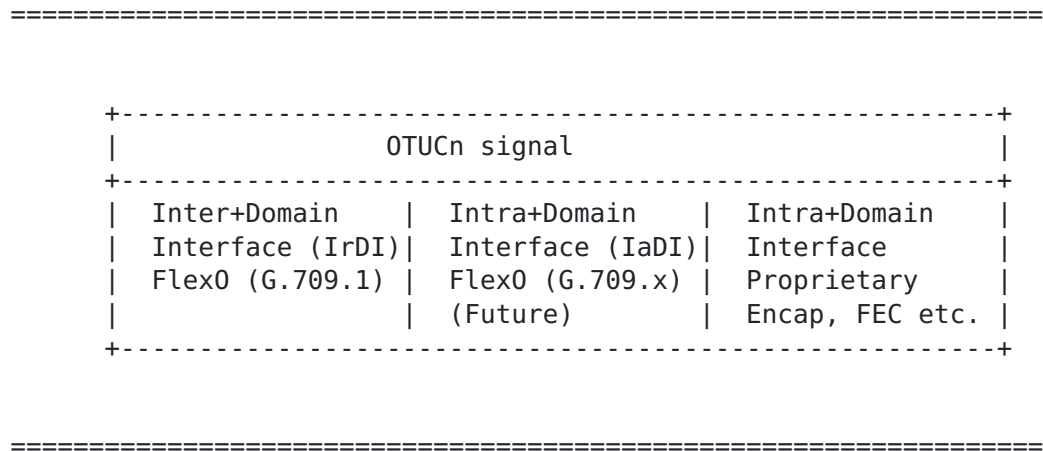 ==================================================================
+--------------------------------------------------------+
|                 OTUCn signal                           |
+--------------------------------------------------------+
|  Inter+Domain    |  Intra+Domain    |  Intra+Domain    |
|  Interface (IrDI)|  Interface (IaDI)|  Interface       |
|  FlexO (G.709.1) |  FlexO (G.709.x) |  Proprietary     |
|                  |  (Future)        |  Encap, FEC etc. |
+--------------------------------------------------------+
==================================================================